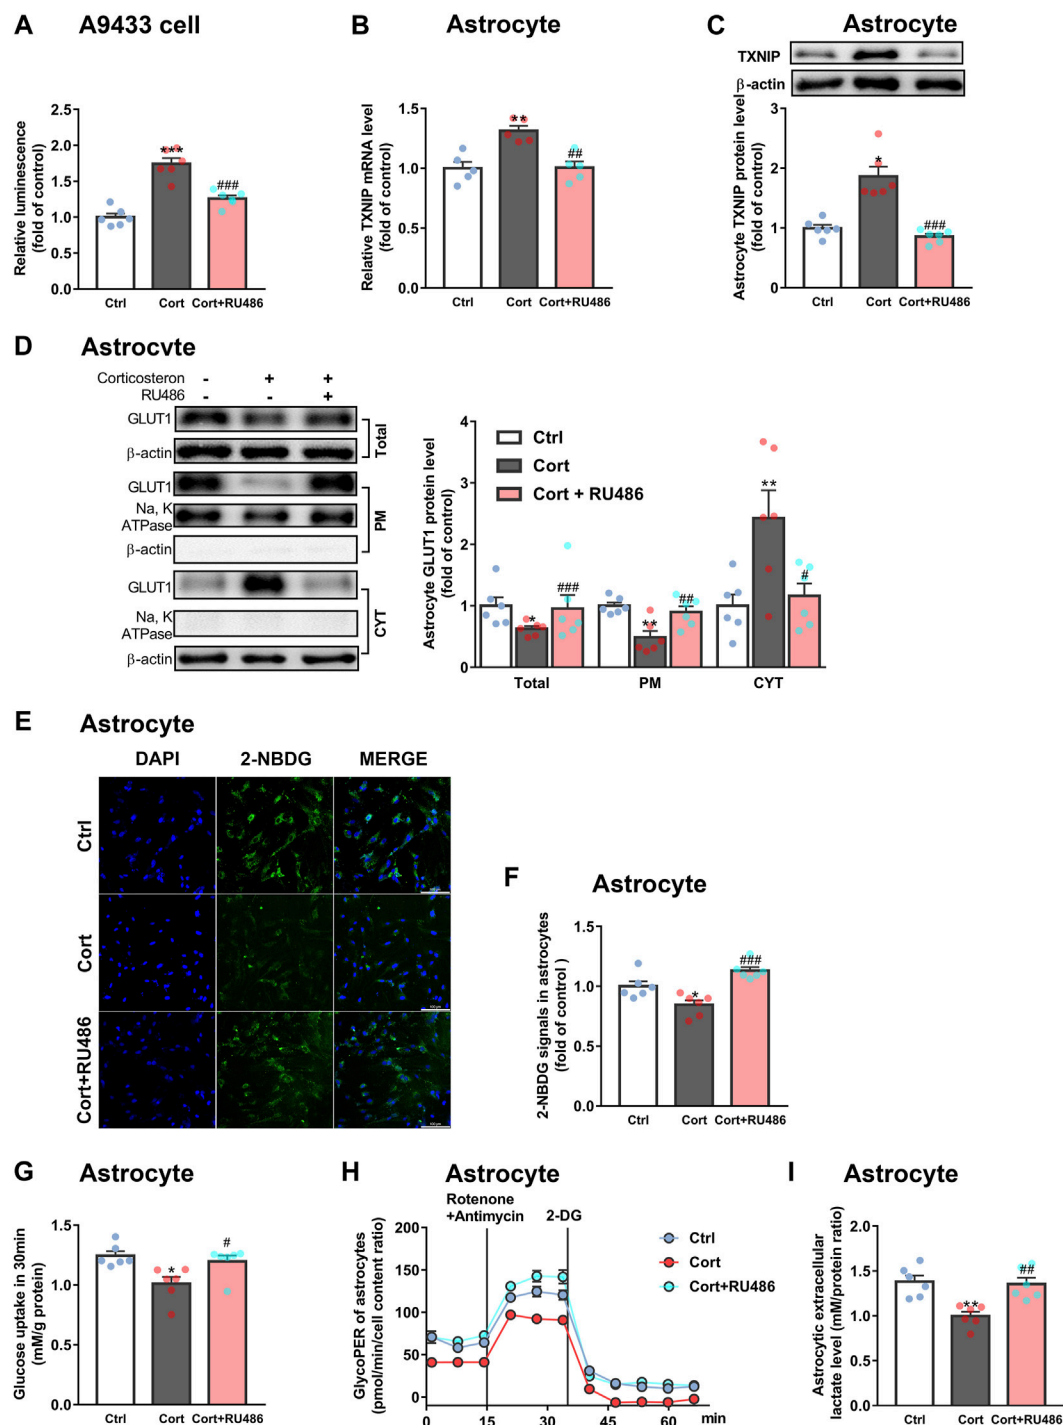 A A9433 cell
Relative luminescence
(fold of control)
2.5
2.0
1.5
1.0
0.5
0.0
***
###
Ctrl Cort Cort+RU486
B Astrocyte
Relative TXNIP mRNA level
(fold of control)
1.5
1.0
0.5
0.0
**
##
Ctrl Cort Cort+RU486
C Astrocyte
TXNIP
β-actin
Astrocyte TXNIP protein level
(fold of control)
3
2
1
0
*
###
Ctrl Cort Cort+RU486
D Astrocyte
Corticosteron - + +
RU486 - - +
GLUT1
β-actin
Total
GLUT1
Na, K
ATPase
β-actin
PM
GLUT1
Na, K
ATPase
β-actin
CYT
Astrocyte GLUT1 protein level
(fold of control)
4
3
2
1
0
Ctrl
Cort
Cort + RU486
*
###
**
##
**
#
Total PM CYT
E Astrocyte
DAPI 2-NBDG MERGE
Ctrl
Cort
Cort+RU486
F Astrocyte
2-NBDG signals in astrocytes
(fold of control )
1.5
1.0
0.5
0.0
*
###
Ctrl Cort Cort+RU486
G Astrocyte
Glucose uptake in 30min
(mM/g protein)
1.5
1.0
0.5
0.0
*
#
Ctrl Cort Cort+RU486
H Astrocyte
Rotenone
+Antimycin 2-DG
GlycoPER of astrocytes
(pmol/min/cell content ratio)
200
150
100
50
0
0 15 30 45 60 min
Ctrl
Cort
Cort+RU486
I Astrocyte
Astrocytic extracellular
lactate level (mM/protein ratio)
2.0
1.5
1.0
0.5
0.0
**
##
Ctrl Cort Cort+RU486